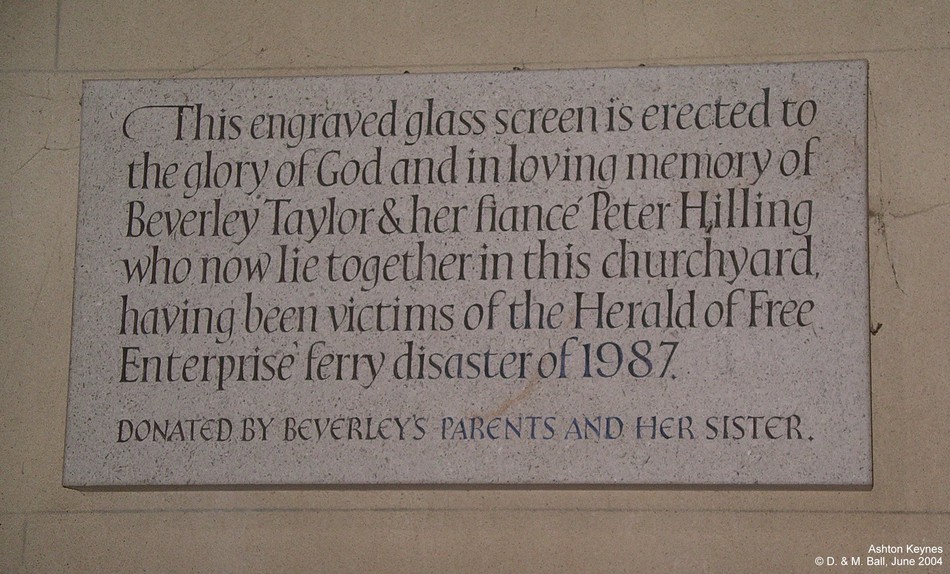 This engraved glass screen is erected to
the glory of God and in loving memory of
Beverley Taylor & her fiancé Peter Hilling
who now lie together in this churchyard,
having been victims of the Herald of Free
Enterprise ferry disaster of 1987.
DONATED BY BEVERLEY'S PARENTS AND HER SISTER.
Ashton Keynes
© D. & M. Ball, June 2004